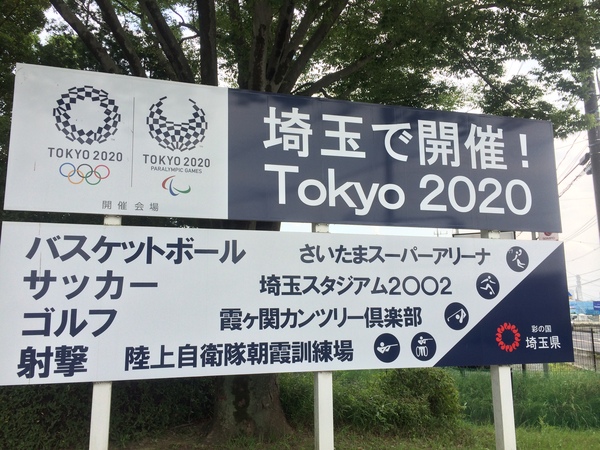 TOKYO 2020
TOKYO 2020
PARALYMPIC GAMES
開催会場
埼玉で開催!
Tokyo 2020
バスケットボール さいたまスーパーアリーナ
サッカー 埼玉スタジアム2002
ゴルフ 霞ヶ関カンツリー倶楽部
射撃 陸上自衛隊朝霞訓練場
彩の国
埼玉県